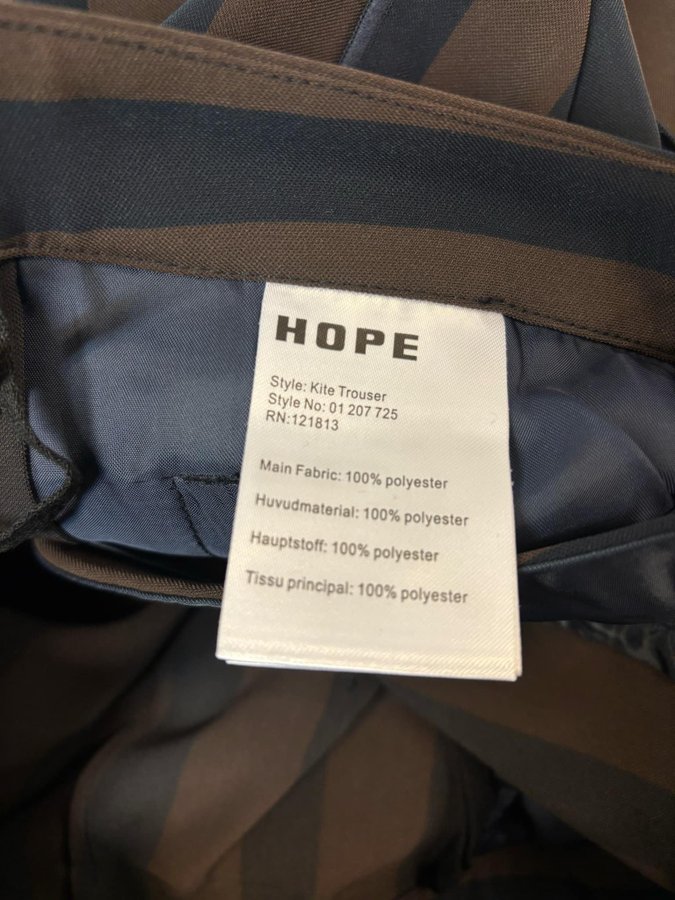 HOPE
Style: Kite Trouser
Style No: 01 207 725
RN:121813
Main Fabric: 100% polyester
Huvudmaterial: 100% polyester
Hauptstoff: 100% polyester
Tissu principal: 100% polyester